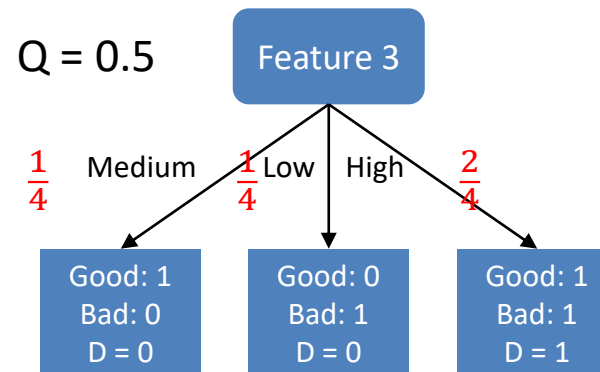 Q = 0.5
Feature 3
1/4 Medium 1/4 Low High 2/4
Good: 1
Bad: 0
D = 0
Good: 0
Bad: 1
D = 0
Good: 1
Bad: 1
D = 1